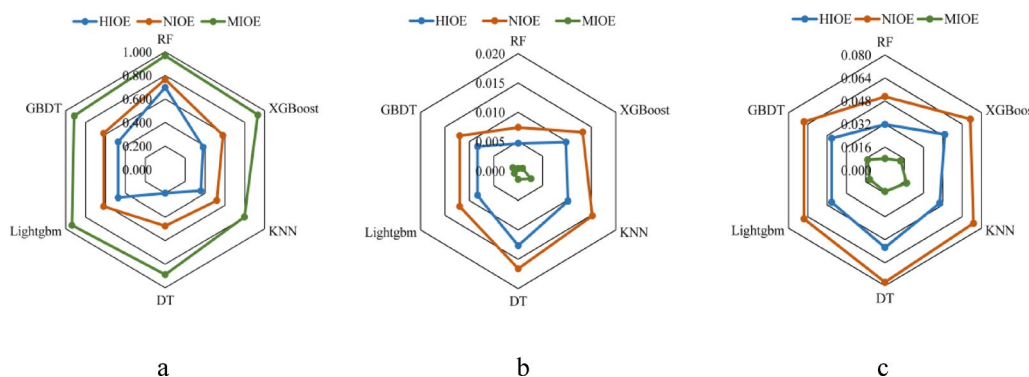 HIOE NIOE MIOE
RF
1.000
0.800
0.600
0.400
0.200
0.000
XGBoost
KNN
DT
Lightgbm
GBDT
a
HIOE NIOE MIOE
RF
0.020
0.015
0.010
0.005
0.000
XGBoost
KNN
DT
Lightgbm
GBDT
b
HIOE NIOE MIOE
RF
0.080
0.064
0.048
0.032
0.016
0.000
XGBoost
KNN
DT
Lightgbm
GBDT
c